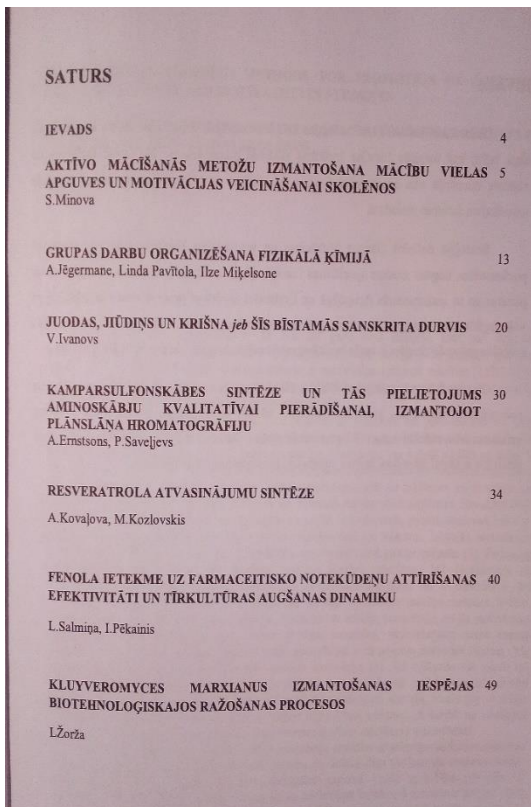 SATURS
IEVADS 4
AKTĪVO MĀCĪŠANĀS METOŽU IZMANTOŠANA MĀCĪBU VIELAS 5
APGUVES UN MOTIVĀCIJAS VEICINĀŠANAI SKOLĒNOS
S.Minova
GRUPAS DARBU ORGANIZĒŠANA FIZIKĀLĀ ĶĪMIJĀ 13
A.Jēgermane, Linda Pavītola, Ilze Miķelsone
JUODAS, JIŪDIŅS UN KRIŠNA jeb ŠĪS BĪSTAMĀS SANSKRITA DURVIS 20
V.Ivanovs
KAMPARSULFONSKĀBES SINTĒZE UN TĀS PIELIETOJUMS 30
AMINOSKĀBJU KVALITATĪVAI PIERĀDĪŠANAI, IZMANTOJOT
PLĀNSLĀŅA HROMATOGRĀFIJU
A.Ernstsons, P.Saveļjevs
RESVERATROLA ATVASINĀJUMU SINTĒZE 34
A.Kovaļova, M.Kozlovskis
FENOLA IETEKME UZ FARMACEITISKO NOTEKŪDEŅU ATTĪRĪŠANAS 40
EFEKTIVITĀTI UN TĪRKULTŪRAS AUGŠANAS DINAMIKU
L.Salmiņa, I.Pēkainis
KLUYVEROMYCES MARXIANUS IZMANTOŠANAS IESPĒJAS 49
BIOTEHNOLOĢISKAJOS RAŽOŠANAS PROCESOS
I.Žorža